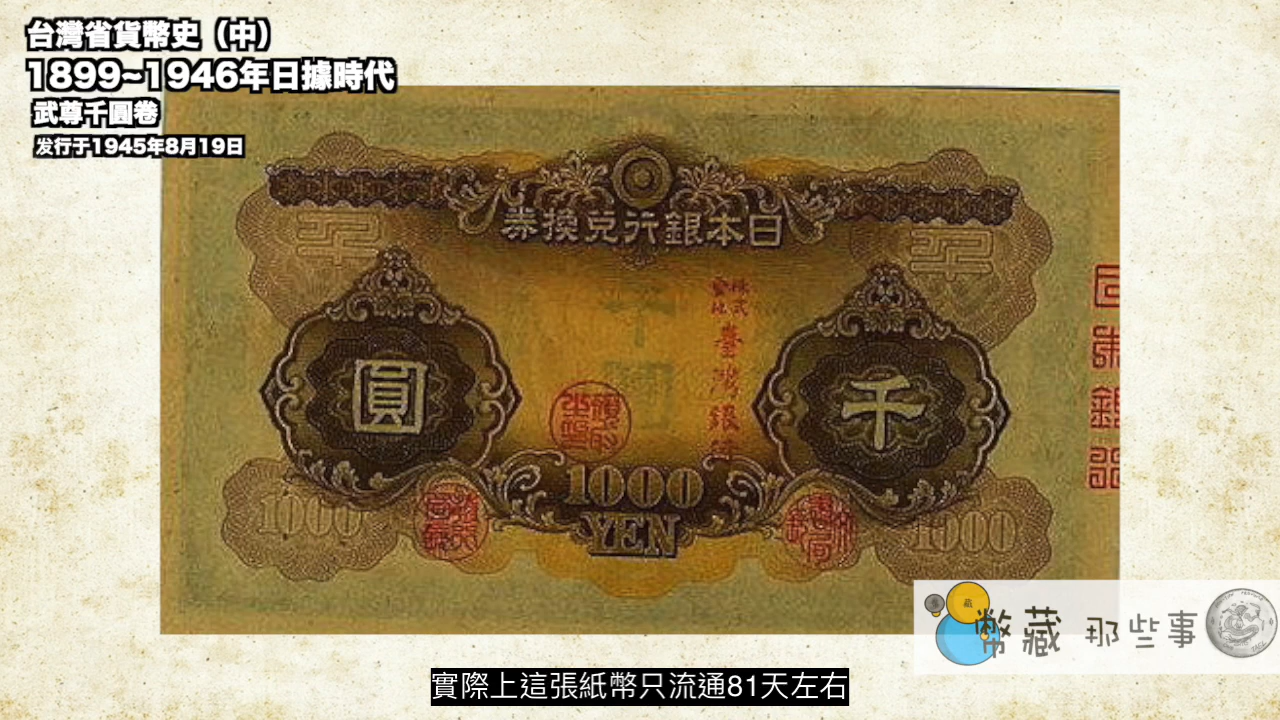 台灣省貨幣史（中）
1899~1946年日據時代
武尊千圓卷
发行于1945年8月19日
券換兌行銀本日
株式
會社
臺灣銀行
圓
千
1000
YEN
1000
1000
幣藏 那些事
實際上這張紙幣只流通81天左右